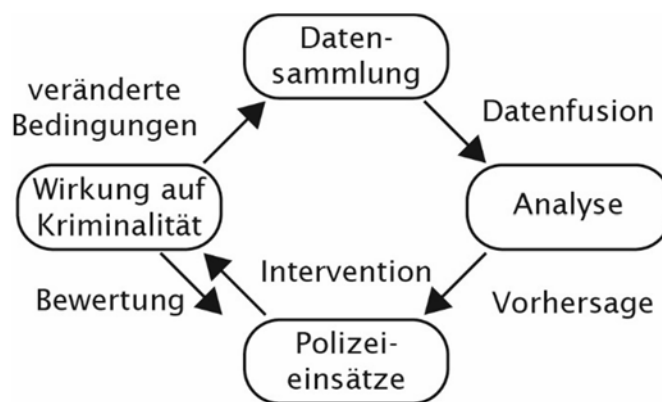 Daten-
sammlung
veränderte
Bedingungen
Datenfusion
Wirkung auf
Kriminalität
Analyse
Intervention
Bewertung
Vorhersage
Polizei-
einsätze